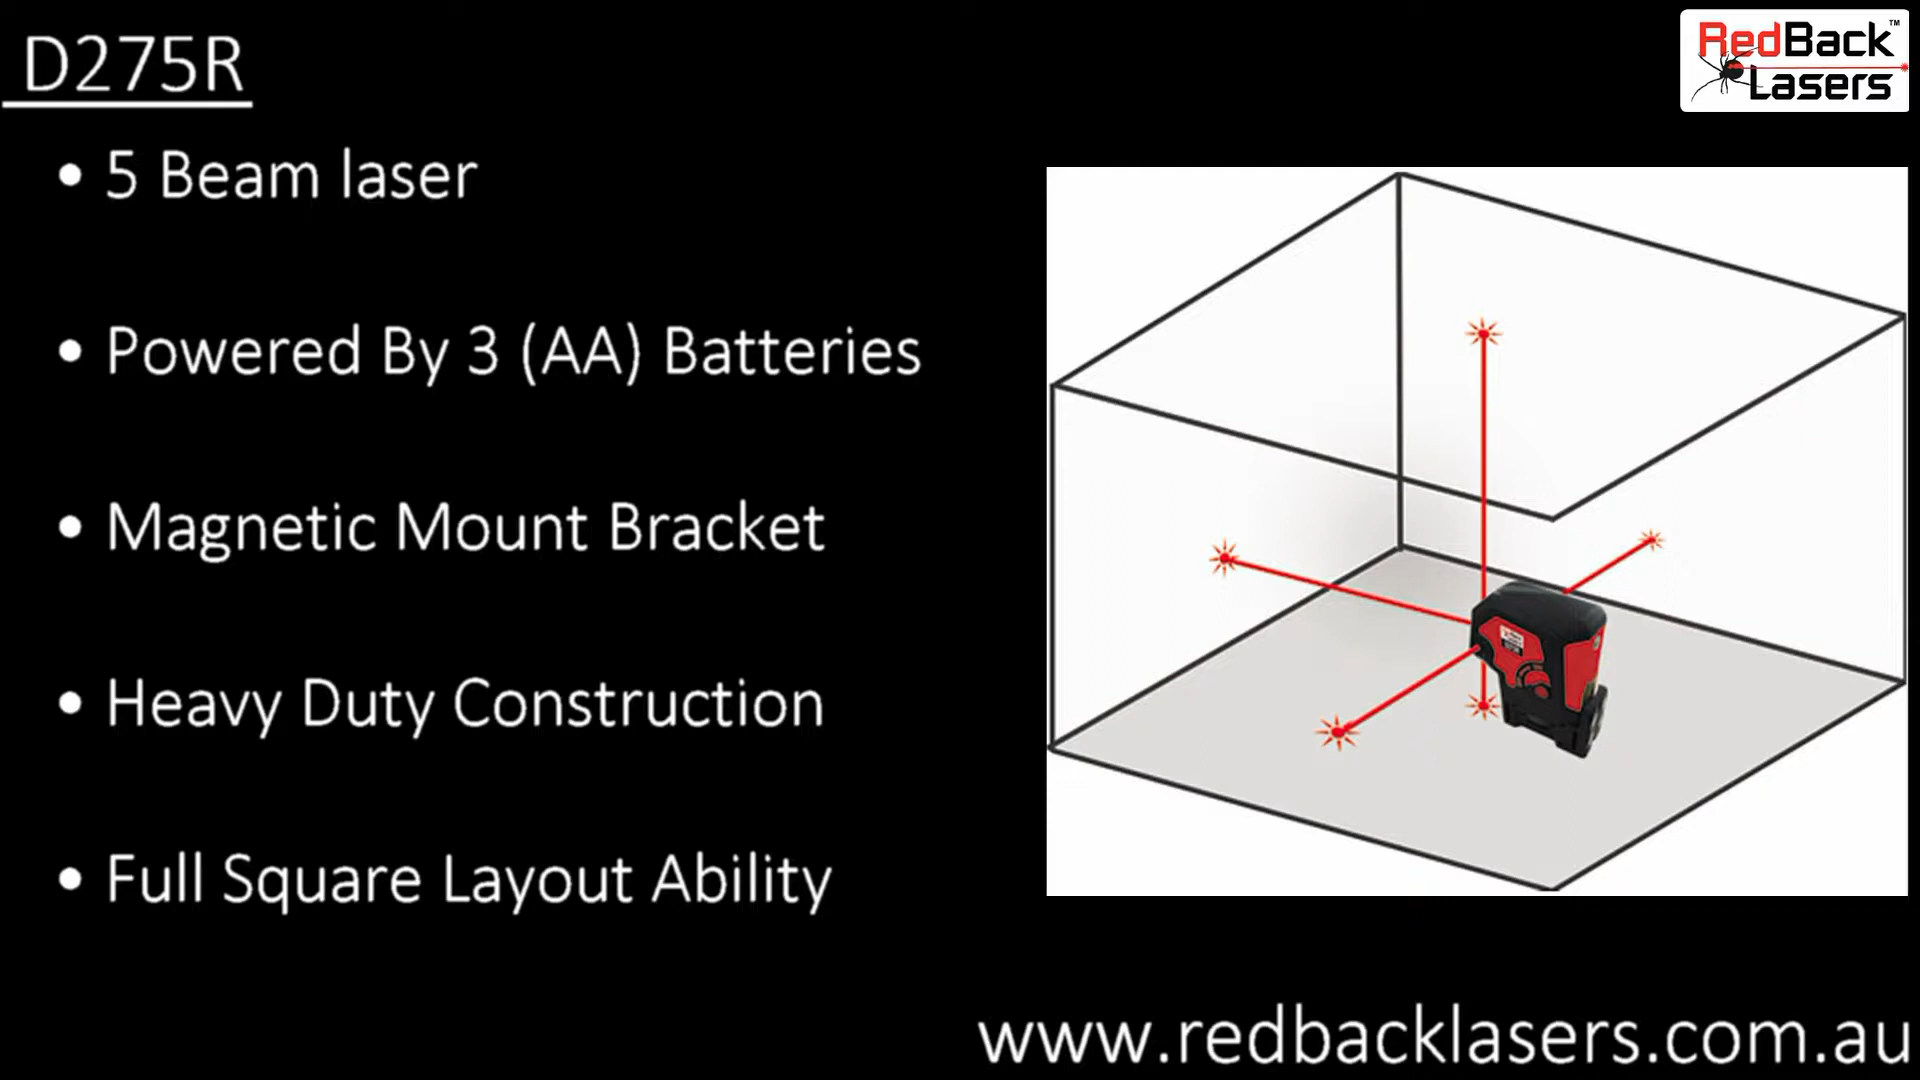 D275R
RedBack™
Lasers
• 5 Beam laser
• Powered By 3 (AA) Batteries
• Magnetic Mount Bracket
• Heavy Duty Construction
• Full Square Layout Ability
www.redbacklasers.com.au